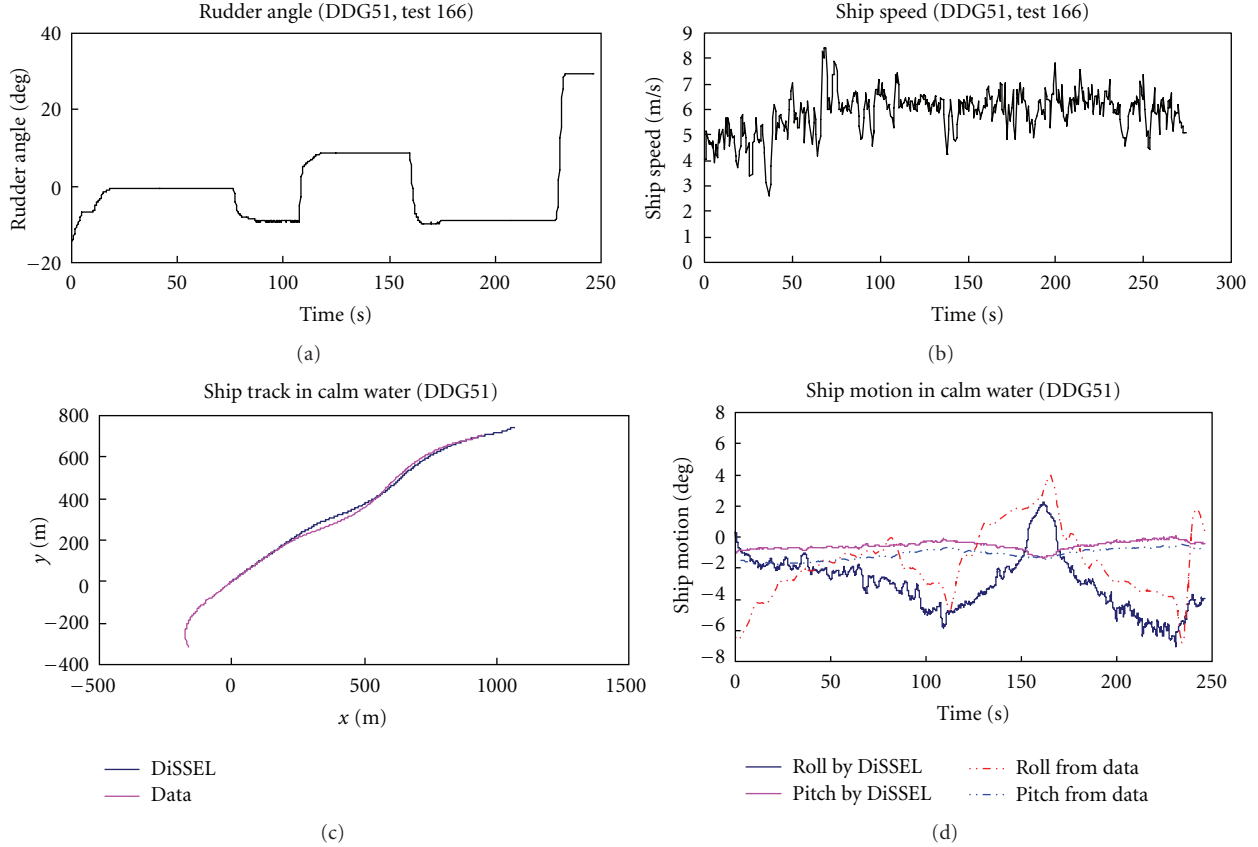 Rudder angle (DDG51, test 166)
40
20
0
−20
Rudder angle (deg)
0 50 100 150 200 250
Time (s)
(a)
Ship speed (DDG51, test 166)
9
8
7
6
5
4
3
2
1
0
Ship speed (m/s)
0 50 100 150 200 250 300
Time (s)
(b)
Ship track in calm water (DDG51)
800
600
400
200
0
−200
−400
y (m)
−500 0 500 1000 1500
x (m)
DiSSEL
Data
(c)
Ship motion in calm water (DDG51)
8
6
4
2
0
−2
−4
−6
−8
Ship motion (deg)
0 50 100 150 200 250
Time (s)
Roll by DiSSEL
Pitch by DiSSEL
Roll from data
Pitch from data
(d)